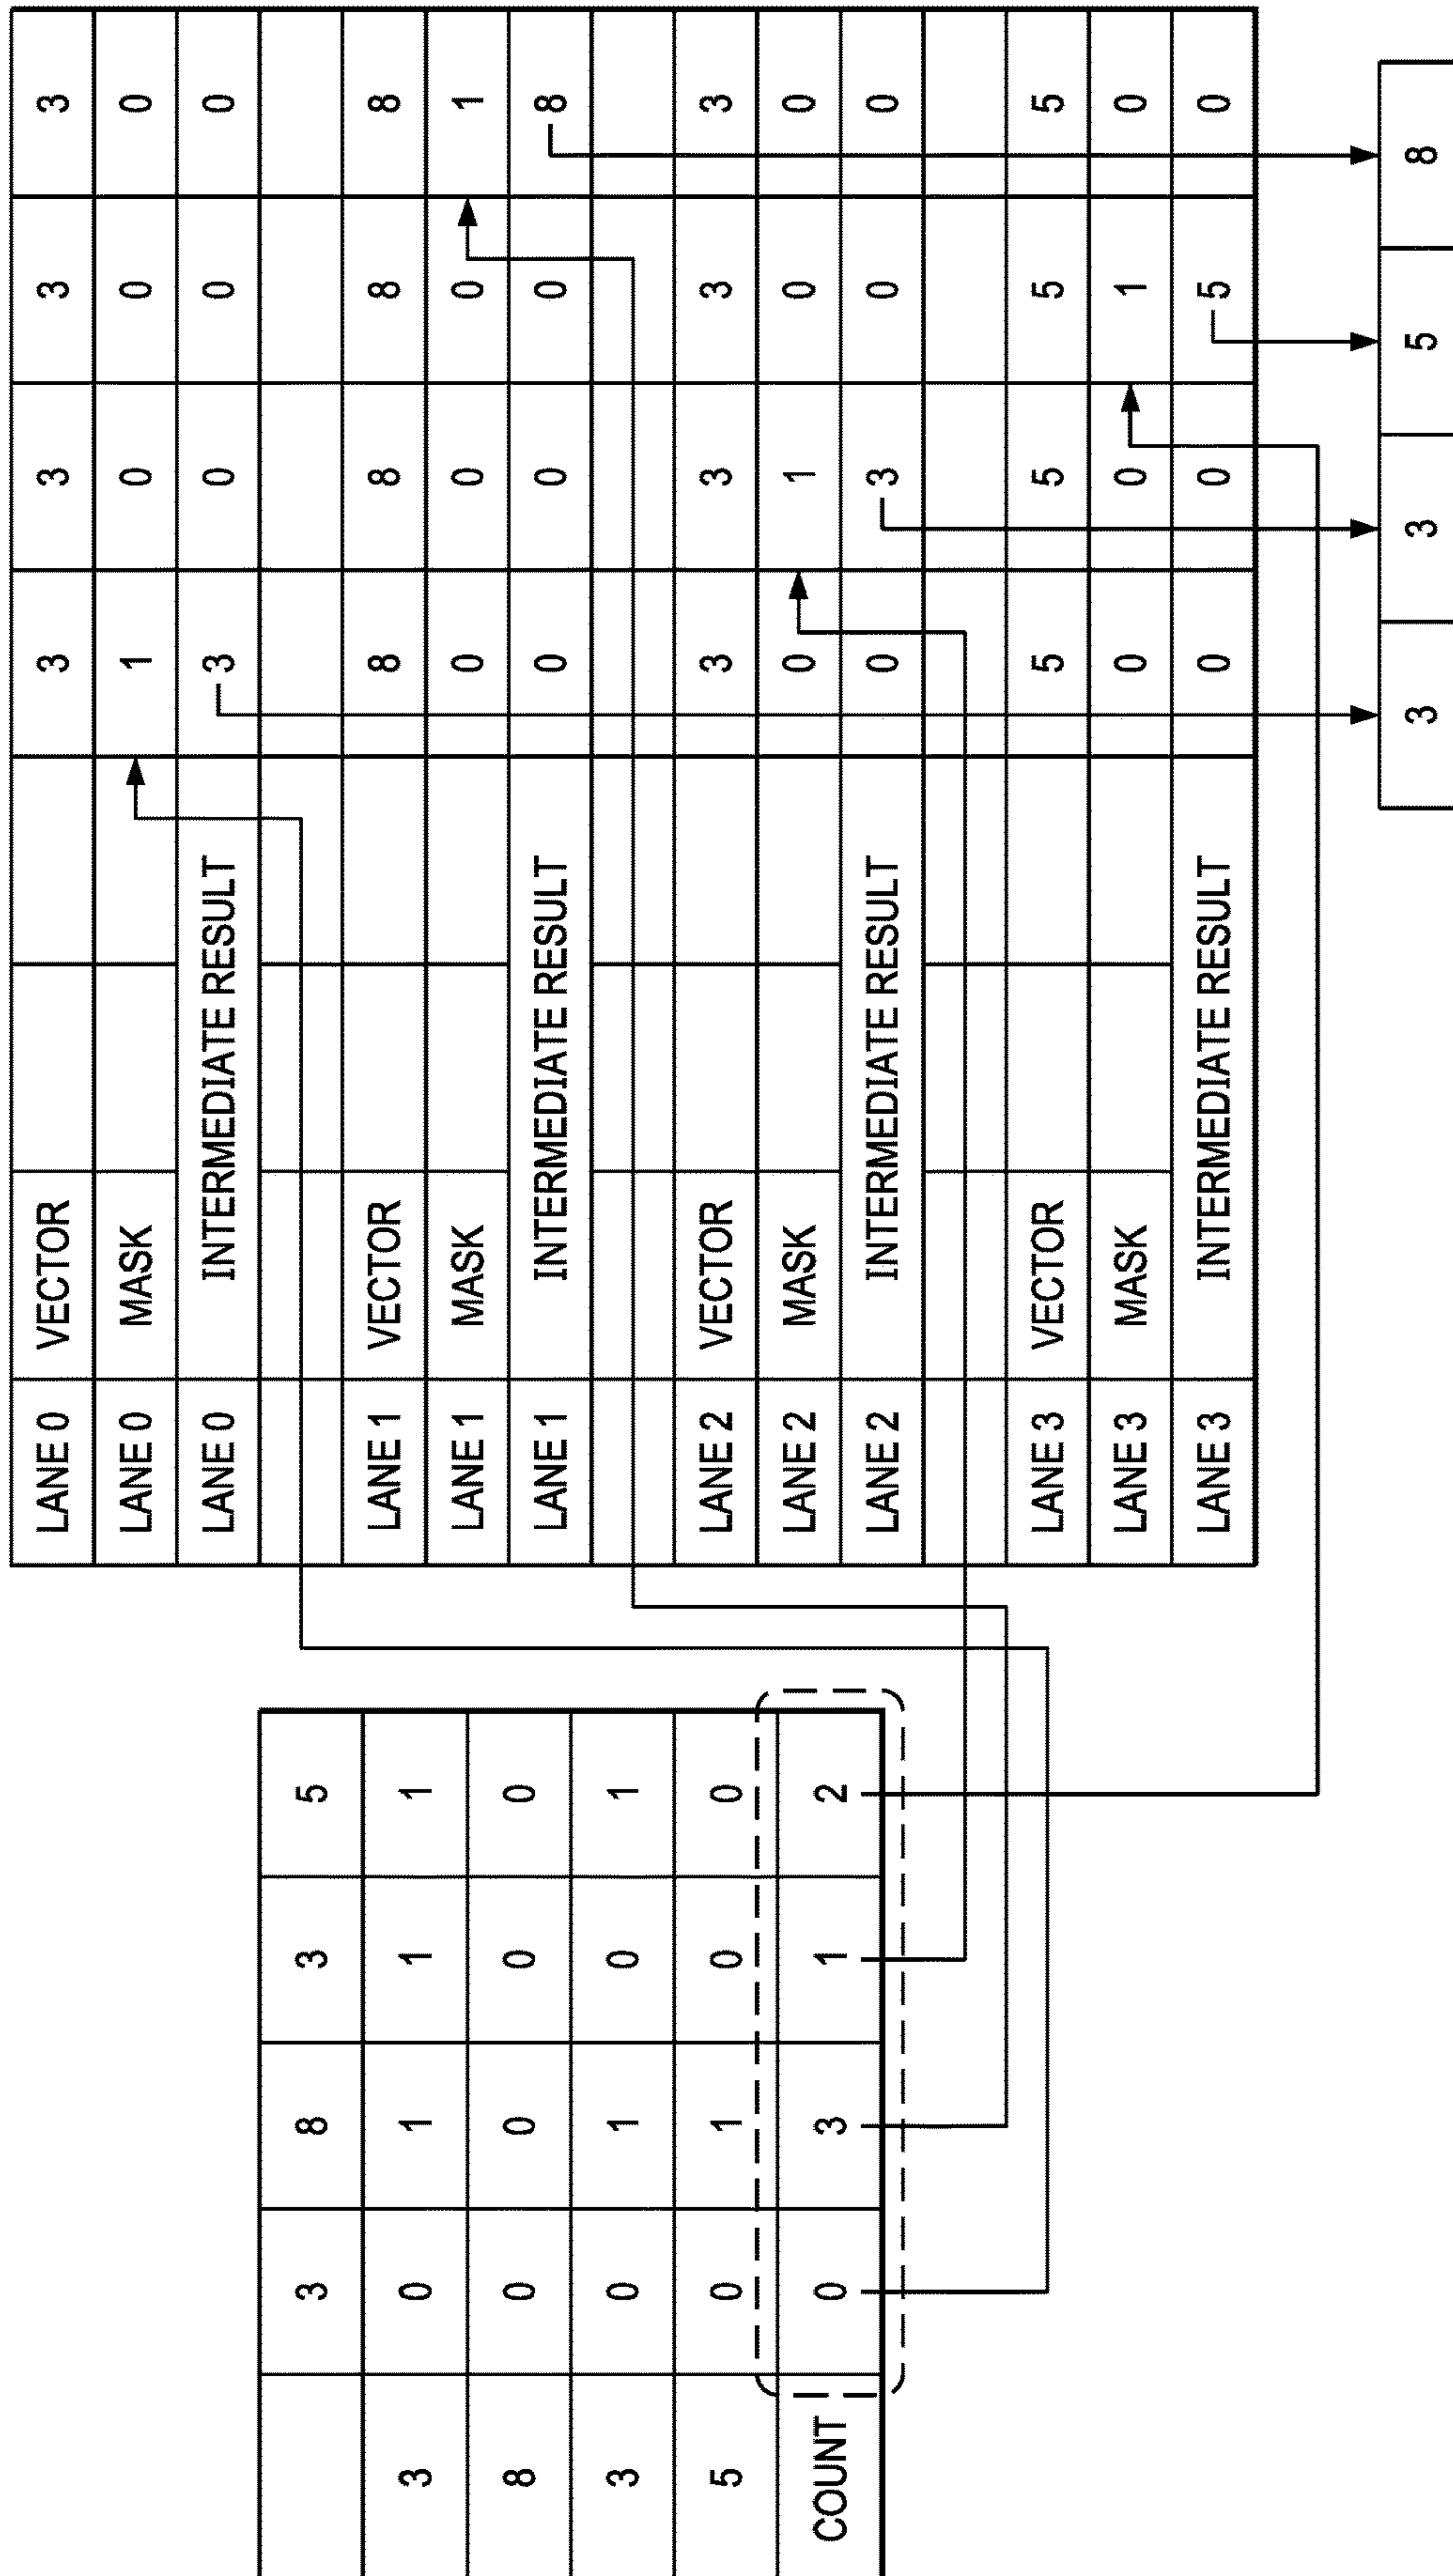 3 8 3 5
3 0 1 1 1
8 0 0 0 0
3 0 1 0 1
5 0 1 0 0
COUNT 0 3 1 2
LANE 0 VECTOR 3 3 3 3
LANE 0 MASK 1 0 0 0
LANE 0 INTERMEDIATE RESULT 3 0 0 0
LANE 1 VECTOR 8 8 8 8
LANE 1 MASK 0 0 0 1
LANE 1 INTERMEDIATE RESULT 0 0 0 8
LANE 2 VECTOR 3 3 3 3
LANE 2 MASK 0 1 0 0
LANE 2 INTERMEDIATE RESULT 0 3 0 0
LANE 3 VECTOR 5 5 5 5
LANE 3 MASK 0 0 1 0
LANE 3 INTERMEDIATE RESULT 0 0 5 0
3 3 5 8